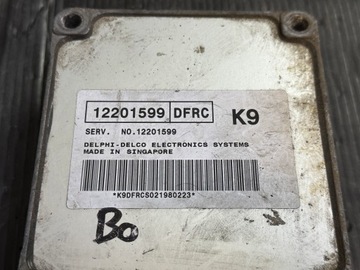 12201599 DFRC K9
SERV. NO.12201599
DELPHI-DELCO ELECTRONICS SYSTEMS
MADE IN SINGAPORE
*K9DFRCS021980223*
Bo